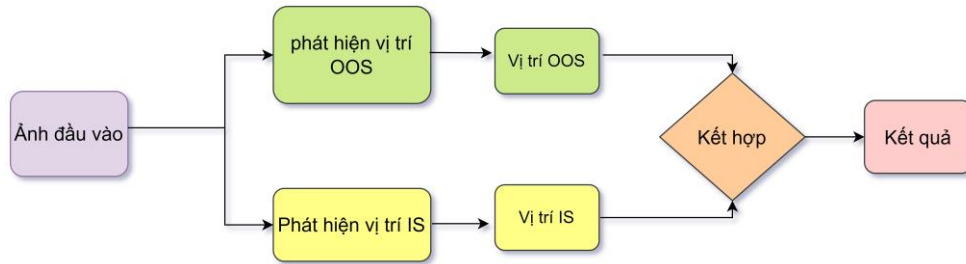 Ảnh đầu vào
phát hiện vị trí
OOS
Vị trí OOS
Phát hiện vị trí IS
Vị trí IS
Kết hợp
Kết quả